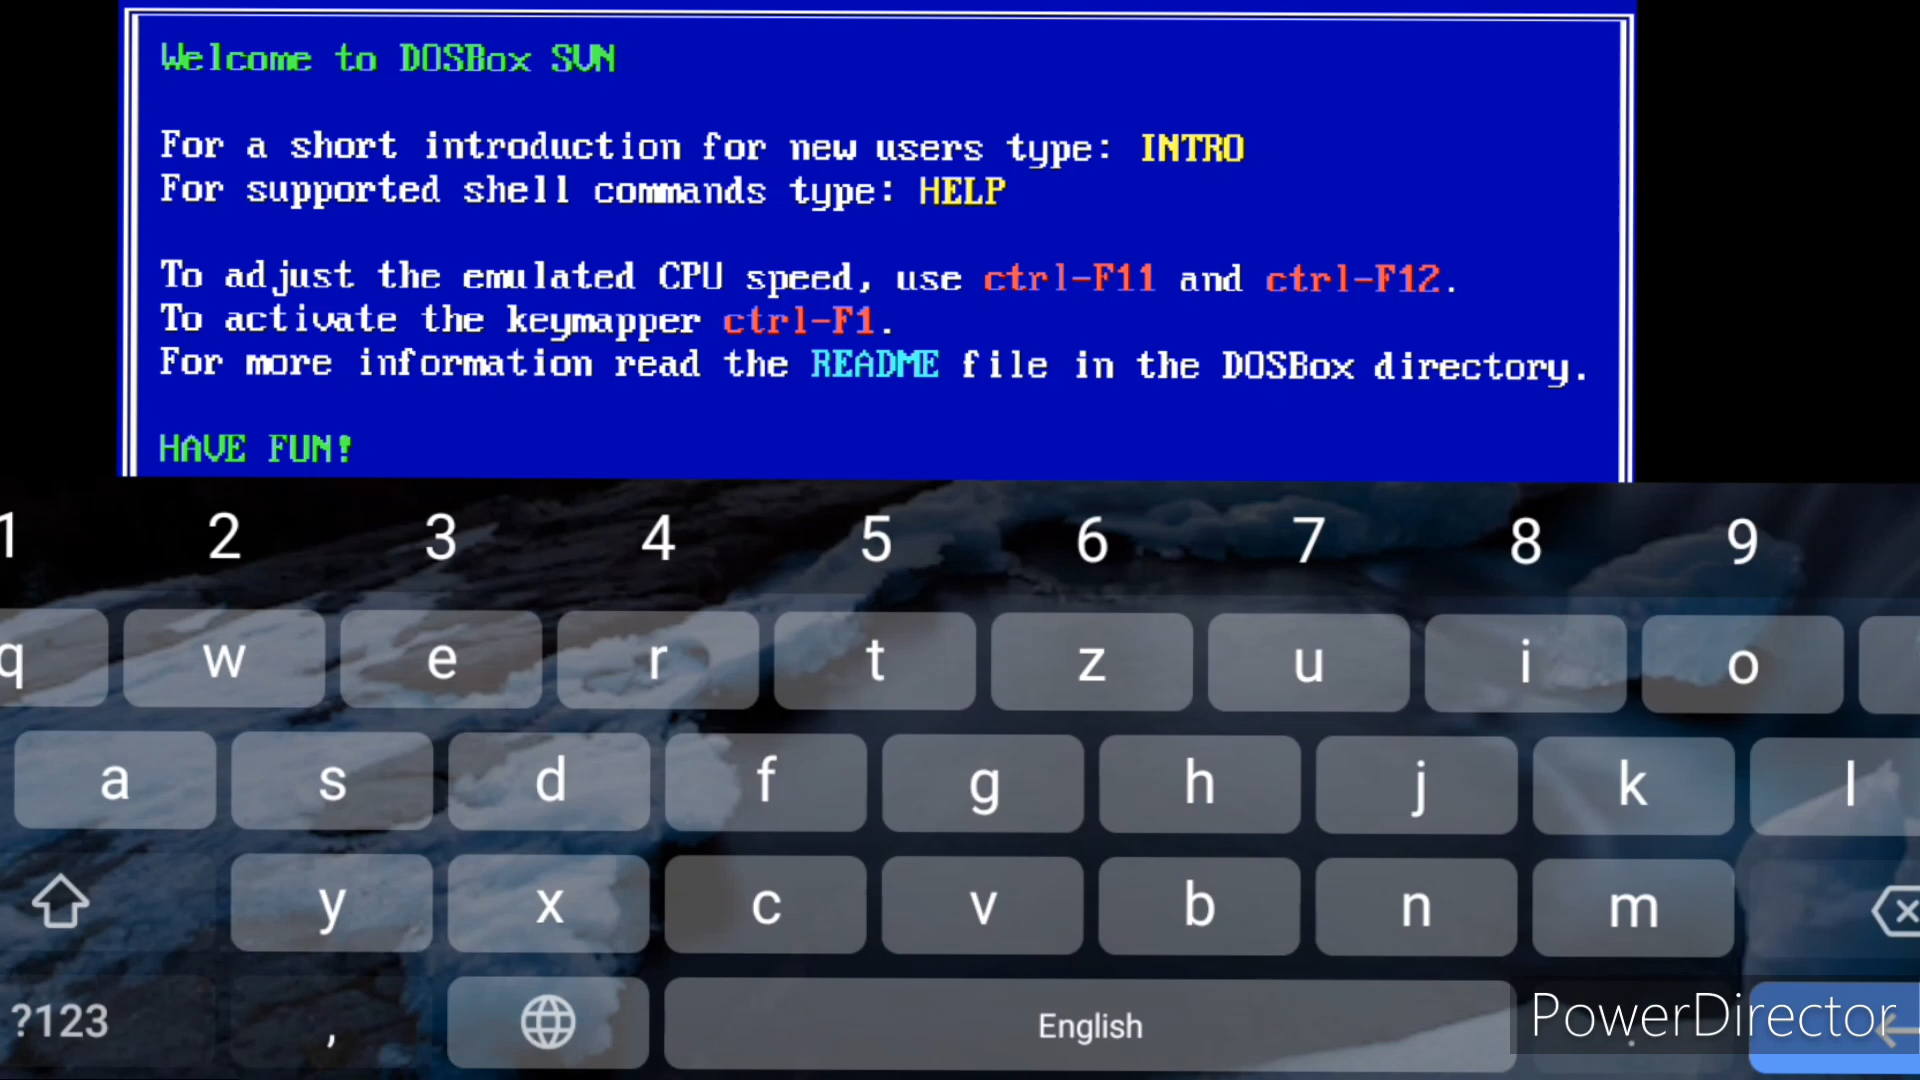 Welcome to DOSBox SVN
For a short introduction for new users type: INTRO
For supported shell commands type: HELP
To adjust the emulated CPU speed, use ctrl-F11 and ctrl-F12.
To activate the keymapper ctrl-F1.
For more information read the README file in the DOSBox directory.
HAVE FUN!
1 2 3 4 5 6 7 8 9
q w e r t z u i o
a s d f g h j k l
y x c v b n m
?123 , English .
PowerDirector